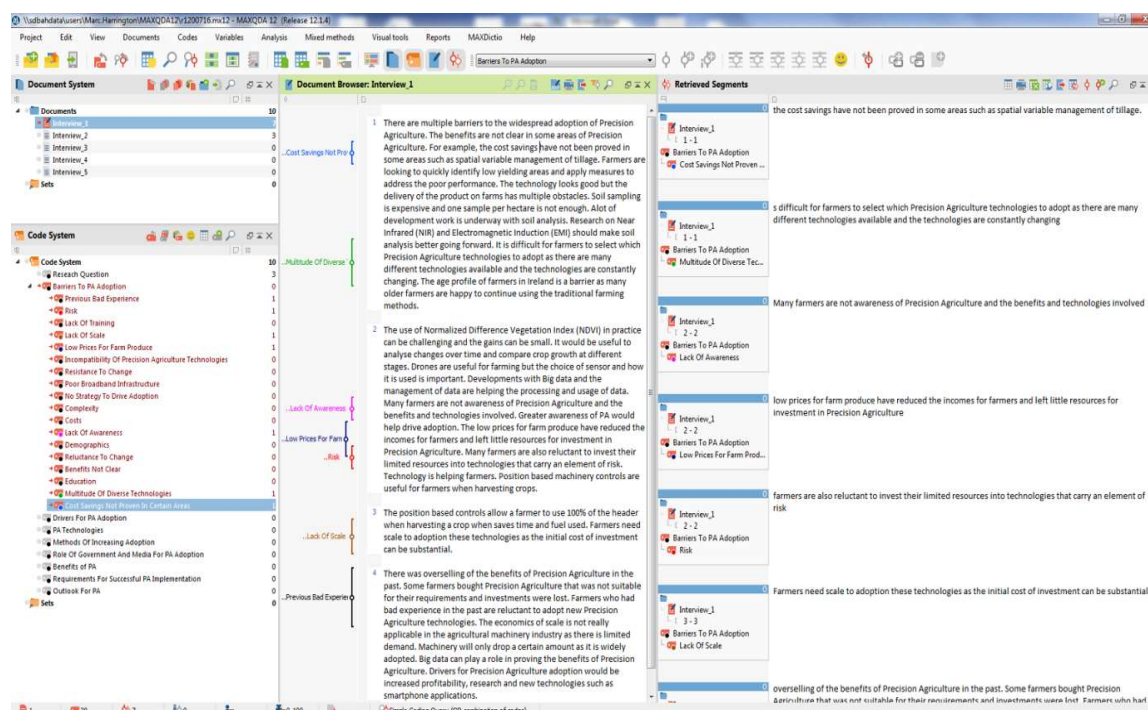 \\sdbahdata\users\Marc.Harrington\MAXQDA12\r1200716.mx12 - MAXQDA 12 (Release 12.1.4)
Project Edit View Documents Codes Variables Analysis Mixed methods Visual tools Reports MAXDictio Help
Barriers To PA Adoption
Document System
Documents 10
Interview_1 7
Interview_2 3
Interview_3 0
Interview_4 0
Interview_5 0
Sets 0
Code System
Code System 10
Reseach Question 3
Barriers To PA Adoption 0
Previous Bad Experience 1
Risk 1
Lack Of Training 0
Lack Of Scale 1
Low Prices For Farm Produce 1
Incompatibility Of Precision Agriculture Technologies 0
Resistance To Change 0
Poor Broadband Infrastructure 0
No Strategy To Drive Adoption 0
Complexity 0
Costs 0
Lack Of Awareness 1
Demographics 0
Reluctance To Change 0
Benefits Not Clear 0
Education 0
Multitude Of Diverse Technologies 1
Cost Savings Not Proven In Certain Areas 1
Drivers For PA Adoption 0
PA Technologies 0
Methods Of Increasing Adoption 0
Role Of Government And Media For PA Adoption 0
Benefits of PA 0
Requirements For Successful PA Implementation 0
Outlook For PA 0
Sets 0
Document Browser: Interview_1
..Cost Savings Not Pro
..Multitude Of Diverse
..Lack Of Awareness
..Low Prices For Farm
..Risk
..Lack Of Scale
..Previous Bad Experien
1 There are multiple barriers to the widespread adoption of Precision
Agriculture. The benefits are not clear in some areas of Precision
Agriculture. For example, the cost savings have not been proved in
some areas such as spatial variable management of tillage. Farmers are
looking to quickly identify low yielding areas and apply measures to
address the poor performance. The technology looks good but the
delivery of the product on farms has multiple obstacles. Soil sampling
is expensive and one sample per hectare is not enough. Alot of
development work is underway with soil analysis. Research on Near
Infrared (NIR) and Electromagnetic Induction (EMI) should make soil
analysis better going forward. It is difficult for farmers to select which
Precision Agriculture technologies to adopt as there are many
different technologies available and the technologies are constantly
changing. The age profile of farmers in Ireland is a barrier as many
older farmers are happy to continue using the traditional farming
methods.
2 The use of Normalized Difference Vegetation Index (NDVI) in practice
can be challenging and the gains can be small. It would be useful to
analyse changes over time and compare crop growth at different
stages. Drones are useful for farming but the choice of sensor and how
it is used is important. Developments with Big data and the
management of data are helping the processing and usage of data.
Many farmers are not awareness of Precision Agriculture and the
benefits and technologies involved. Greater awareness of PA would
help drive adoption. The low prices for farm produce have reduced the
incomes for farmers and left little resources for investment in
Precision Agriculture. Many farmers are also reluctant to invest their
limited resources into technologies that carry an element of risk.
Technology is helping farmers. Position based machinery controls are
useful for farmers when harvesting crops.
3 The position based controls allow a farmer to use 100% of the header
when harvesting a crop when saves time and fuel used. Farmers need
scale to adoption these technologies as the initial cost of investment
can be substantial.
4 There was overselling of the benefits of Precision Agriculture in the
past. Some farmers bought Precision Agriculture that was not suitable
for their requirements and investments were lost. Farmers who had
bad experience in the past are reluctant to adopt new Precision
Agriculture technologies. The economics of scale is not really
applicable in the agricultural machinery industry as there is limited
demand. Machinery will only drop a certain amount as it is widely
adopted. Big data can play a role in proving the benefits of Precision
Agriculture. Drivers for Precision Agriculture adoption would be
increased profitability, research and new technologies such as
smartphone applications.
Retrieved Segments
0
Interview_1
1 - 1
Barriers To PA Adoption
Cost Savings Not Proven ...
the cost savings have not been proved in some areas such as spatial variable management of tillage.
0
Interview_1
1 - 1
Barriers To PA Adoption
Multitude Of Diverse Tec...
s difficult for farmers to select which Precision Agriculture technologies to adopt as there are many
different technologies available and the technologies are constantly changing
0
Interview_1
2 - 2
Barriers To PA Adoption
Lack Of Awareness
Many farmers are not awareness of Precision Agriculture and the benefits and technologies involved
0
Interview_1
2 - 2
Barriers To PA Adoption
Low Prices For Farm Prod...
low prices for farm produce have reduced the incomes for farmers and left little resources for
investment in Precision Agriculture
0
Interview_1
2 - 2
Barriers To PA Adoption
Risk
farmers are also reluctant to invest their limited resources into technologies that carry an element of
risk
0
Interview_1
3 - 3
Barriers To PA Adoption
Lack Of Scale
Farmers need scale to adoption these technologies as the initial cost of investment can be substantial
0
overselling of the benefits of Precision Agriculture in the past. Some farmers bought Precision
Agriculture that was not suitable for their requirements and investments were lost. Farmers who had